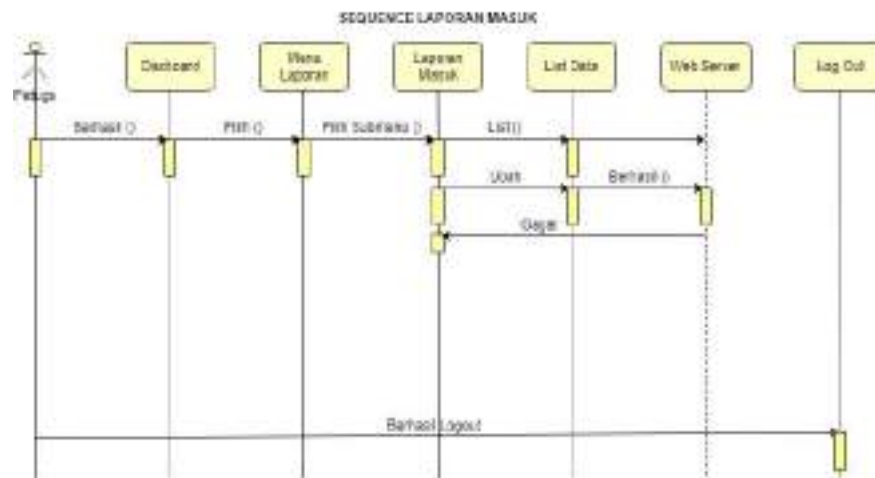 SEQUENCE LAPORAN MASUK
Dashboard
Menu
Laporan
Laporan
Masuk
List Data
Web Server
Log Out
Petugas
Berhasil ()
Pilih ()
Pilih Submenu ()
List()
Ubah
Berhasil ()
Gagal
Berhasil Logout